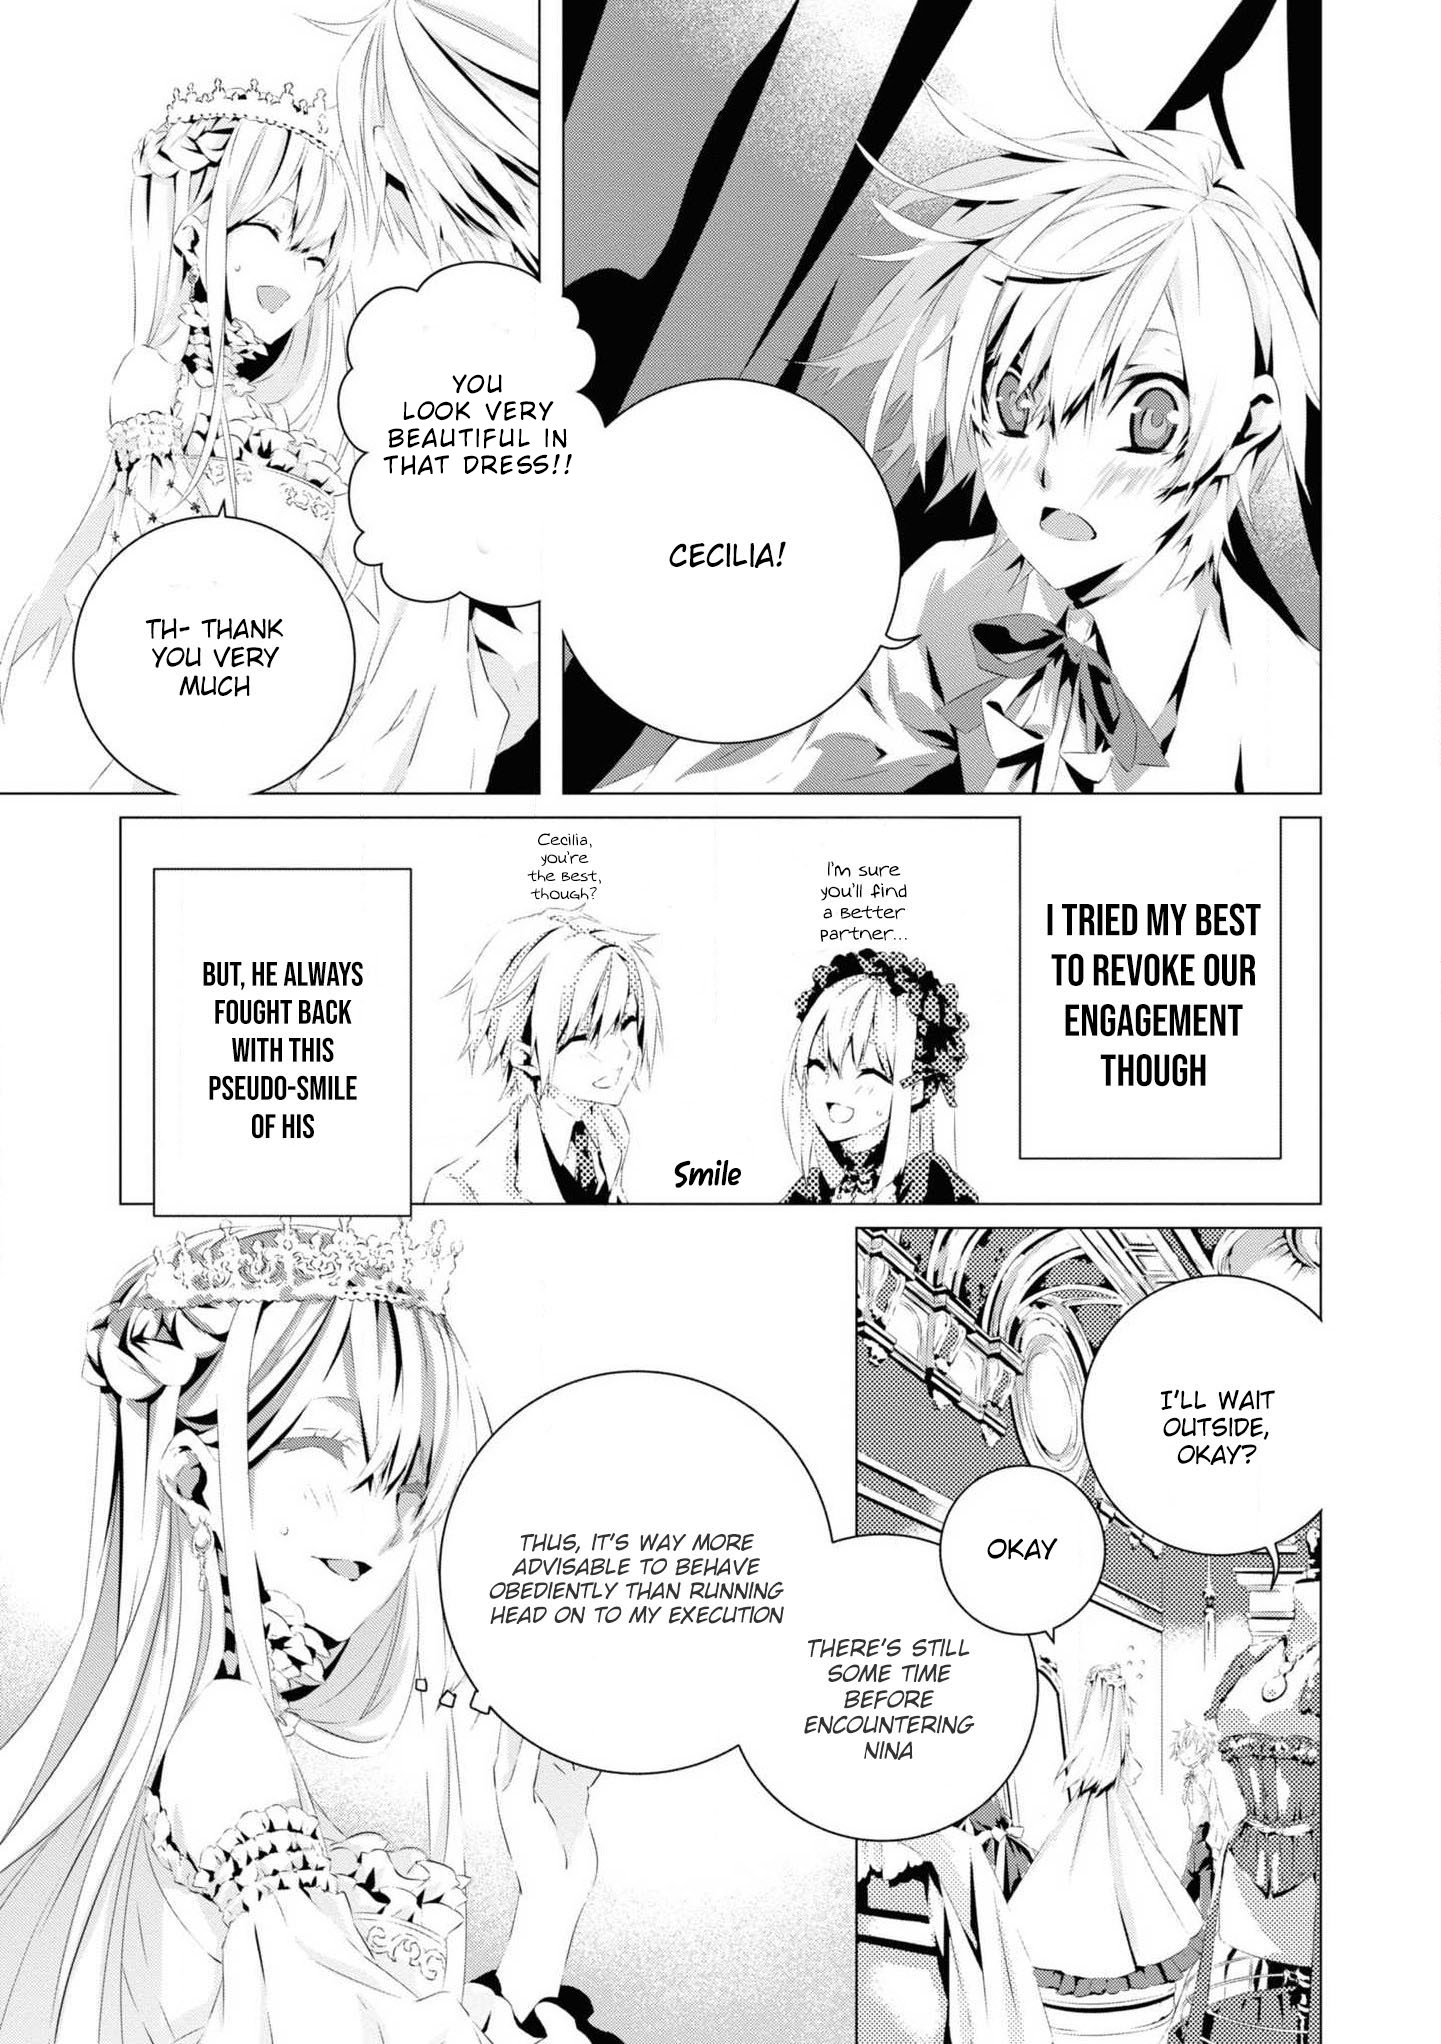 CECILIA!
YOU
LOOK VERY
BEAUTIFUL IN
THAT DRESS!!
TH- THANK
YOU VERY
MUCH
I TRIED MY BEST
TO REVOKE OUR
ENGAGEMENT
THOUGH
I'm sure
you'll find
a better
partner...
Cecilia,
you're
the best,
though?
Smile
BUT, HE ALWAYS
FOUGHT BACK
WITH THIS
PSEUDO-SMILE
OF HIS
I'LL WAIT
OUTSIDE,
OKAY?
OKAY
THERE'S STILL
SOME TIME
BEFORE
ENCOUNTERING
NINA
THUS, IT'S WAY MORE
ADVISABLE TO BEHAVE
OBEDIENTLY THAN RUNNING
HEAD ON TO MY EXECUTION